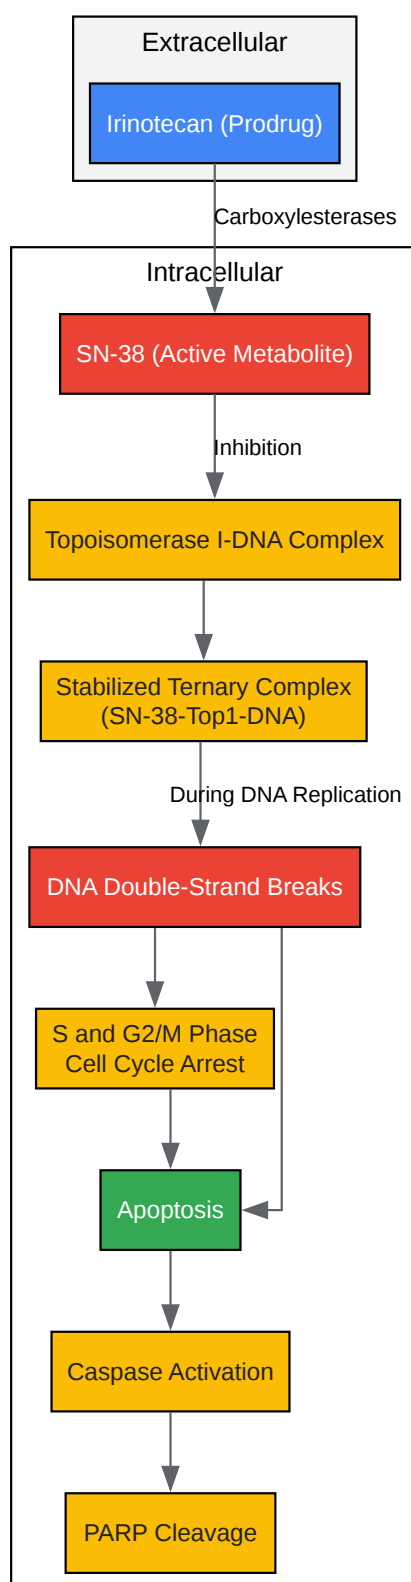 Extracellular
Irinotecan (Prodrug)
Carboxylesterases
Intracellular
SN-38 (Active Metabolite)
Inhibition
Topoisomerase I-DNA Complex
Stabilized Ternary Complex
(SN-38-Top1-DNA)
During DNA Replication
DNA Double-Strand Breaks
S and G2/M Phase
Cell Cycle Arrest
Apoptosis
Caspase Activation
PARP Cleavage